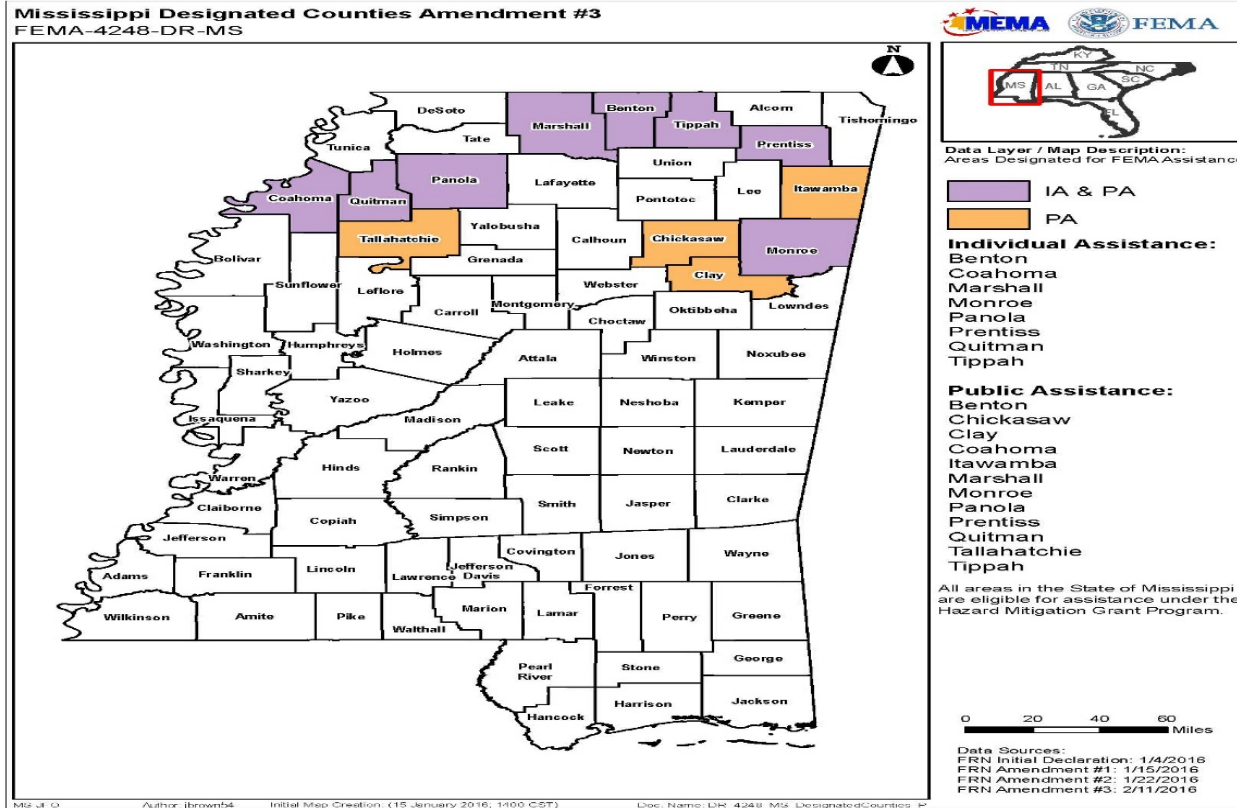 Mississippi Designated Counties Amendment #3
FEMA-4248-DR-MS
MEMA
FEMA
N
KY
TN
NC
SC
MS
AL
GA
FL
DeSoto
Marshall
Benton
Tippah
Alcorn
Tishomingo
Tunica
Tate
Prentiss
Union
Panola
Lafayette
Lee
Itawamba
Coahoma
Quitman
Pontotoc
Tallahatchie
Yalobusha
Calhoun
Chickasaw
Monroe
Bolivar
Grenada
Clay
Sunflower
Leflore
Webster
Carroll
Montgomery
Oktibbeha
Lowndes
Choctaw
Washington
Humphreys
Holmes
Attala
Winston
Noxubee
Sharkey
Yazoo
Leake
Neshoba
Kemper
Issaquena
Madison
Scott
Newton
Lauderdale
Warren
Hinds
Rankin
Claiborne
Smith
Jasper
Clarke
Copiah
Simpson
Jefferson
Covington
Jones
Wayne
Adams
Franklin
Lincoln
Lawrence
Jefferson
Davis
Forrest
Wilkinson
Amite
Pike
Walthall
Marion
Lamar
Perry
Greene
Pearl
River
Stone
George
Hancock
Harrison
Jackson
Data Layer / Map Description:
Areas Designated for FEMA Assistance
IA & PA
PA
Individual Assistance:
Benton
Coahoma
Marshall
Monroe
Panola
Prentiss
Quitman
Tippah
Public Assistance:
Benton
Chickasaw
Clay
Coahoma
Itawamba
Marshall
Monroe
Panola
Prentiss
Quitman
Tallahatchie
Tippah
All areas in the State of Mississippi
are eligible for assistance under the
Hazard Mitigation Grant Program.
0 20 40 60
Miles
Data Sources:
FRN Initial Declaration: 1/4/2016
FRN Amendment #1: 1/15/2016
FRN Amendment #2: 1/22/2016
FRN Amendment #3: 2/11/2016
MS JFO Author: jbrown54 Initial Map Creation: (15 January 2016; 1400 CST) Doc. Name: DR_4248_MS_DesignatedCounties_P